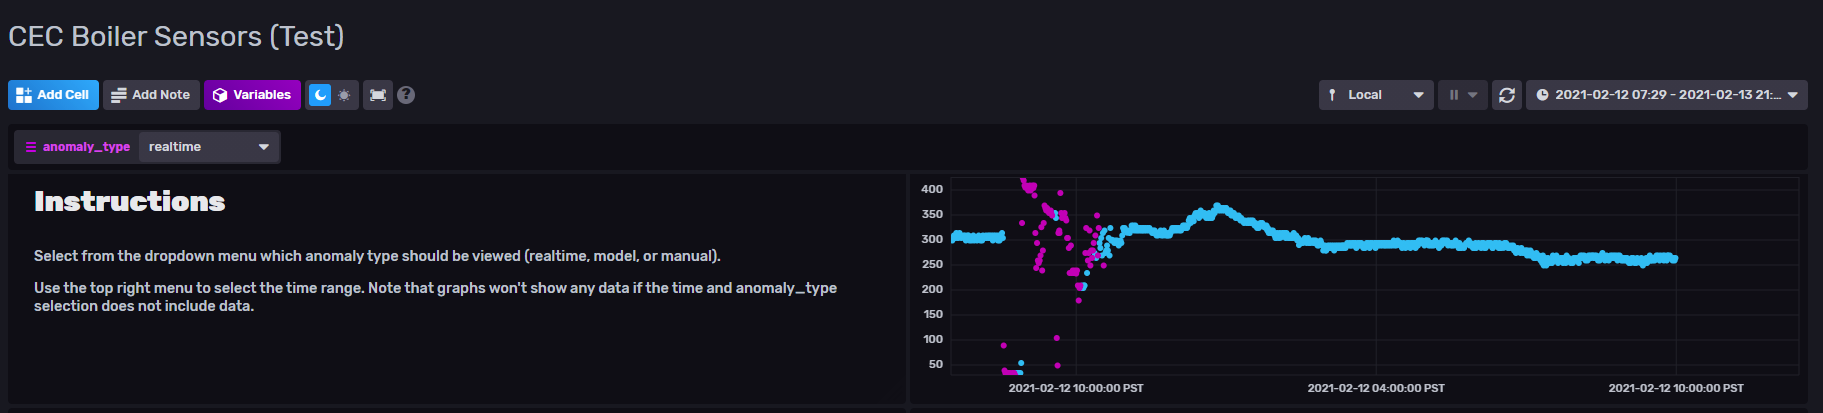 CEC Boiler Sensors (Test)
Add Cell Add Note Variables ? Local 2021-02-12 07:29 - 2021-02-13 21:...
anomaly_type realtime
Instructions
Select from the dropdown menu which anomaly type should be viewed (realtime, model, or manual).
Use the top right menu to select the time range. Note that graphs won't show any data if the time and anomaly_type
selection does not include data.
400
350
300
250
200
150
100
50
2021-02-12 10:00:00 PST 2021-02-12 04:00:00 PST 2021-02-12 10:00:00 PST